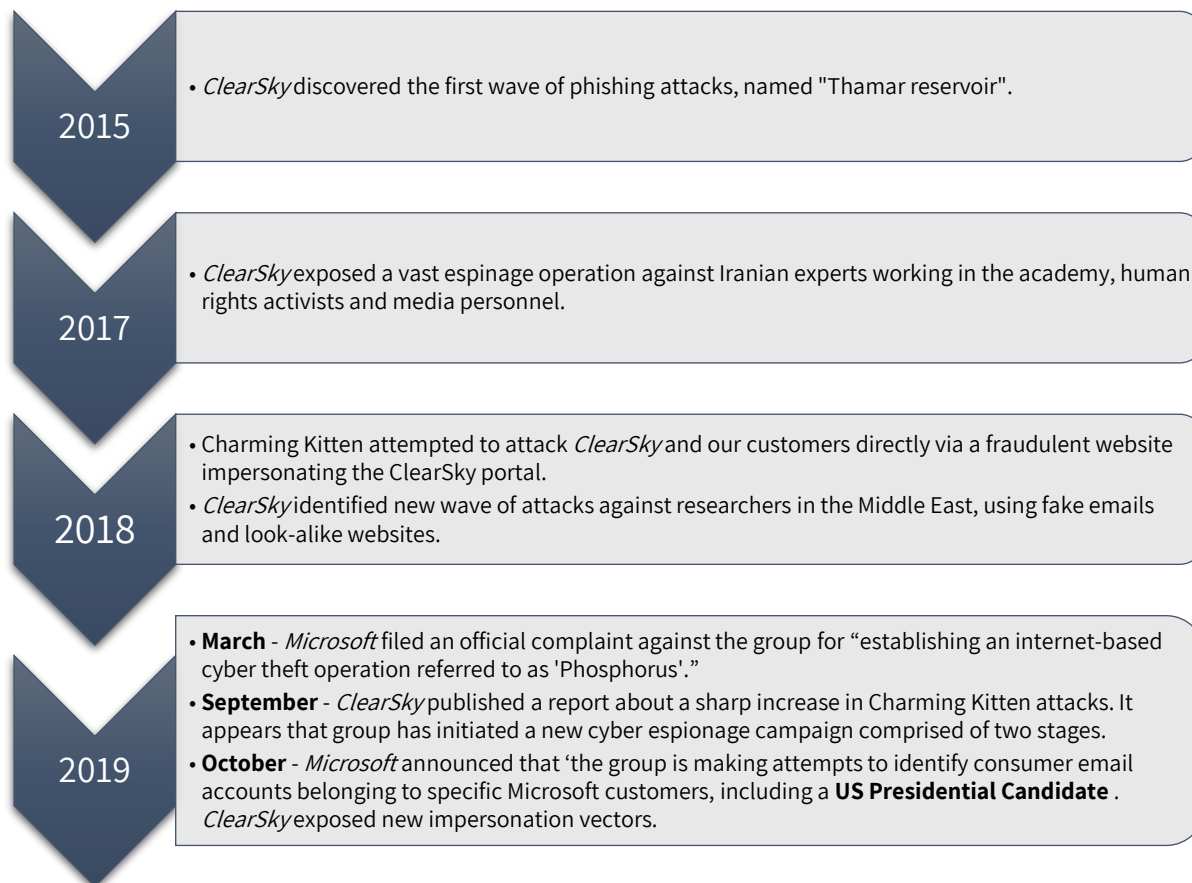 2015
• ClearSky discovered the first wave of phishing attacks, named "Thamar reservoir".
2017
• ClearSky exposed a vast espinage operation against Iranian experts working in the academy, human
rights activists and media personnel.
2018
• Charming Kitten attempted to attack ClearSky and our customers directly via a fraudulent website
impersonating the ClearSky portal.
• ClearSky identified new wave of attacks against researchers in the Middle East, using fake emails
and look-alike websites.
2019
• March - Microsoft filed an official complaint against the group for “establishing an internet-based
cyber theft operation referred to as 'Phosphorus'.”
• September - ClearSky published a report about a sharp increase in Charming Kitten attacks. It
appears that group has initiated a new cyber espionage campaign comprised of two stages.
• October - Microsoft announced that ‘the group is making attempts to identify consumer email
accounts belonging to specific Microsoft customers, including a US Presidential Candidate .
ClearSky exposed new impersonation vectors.